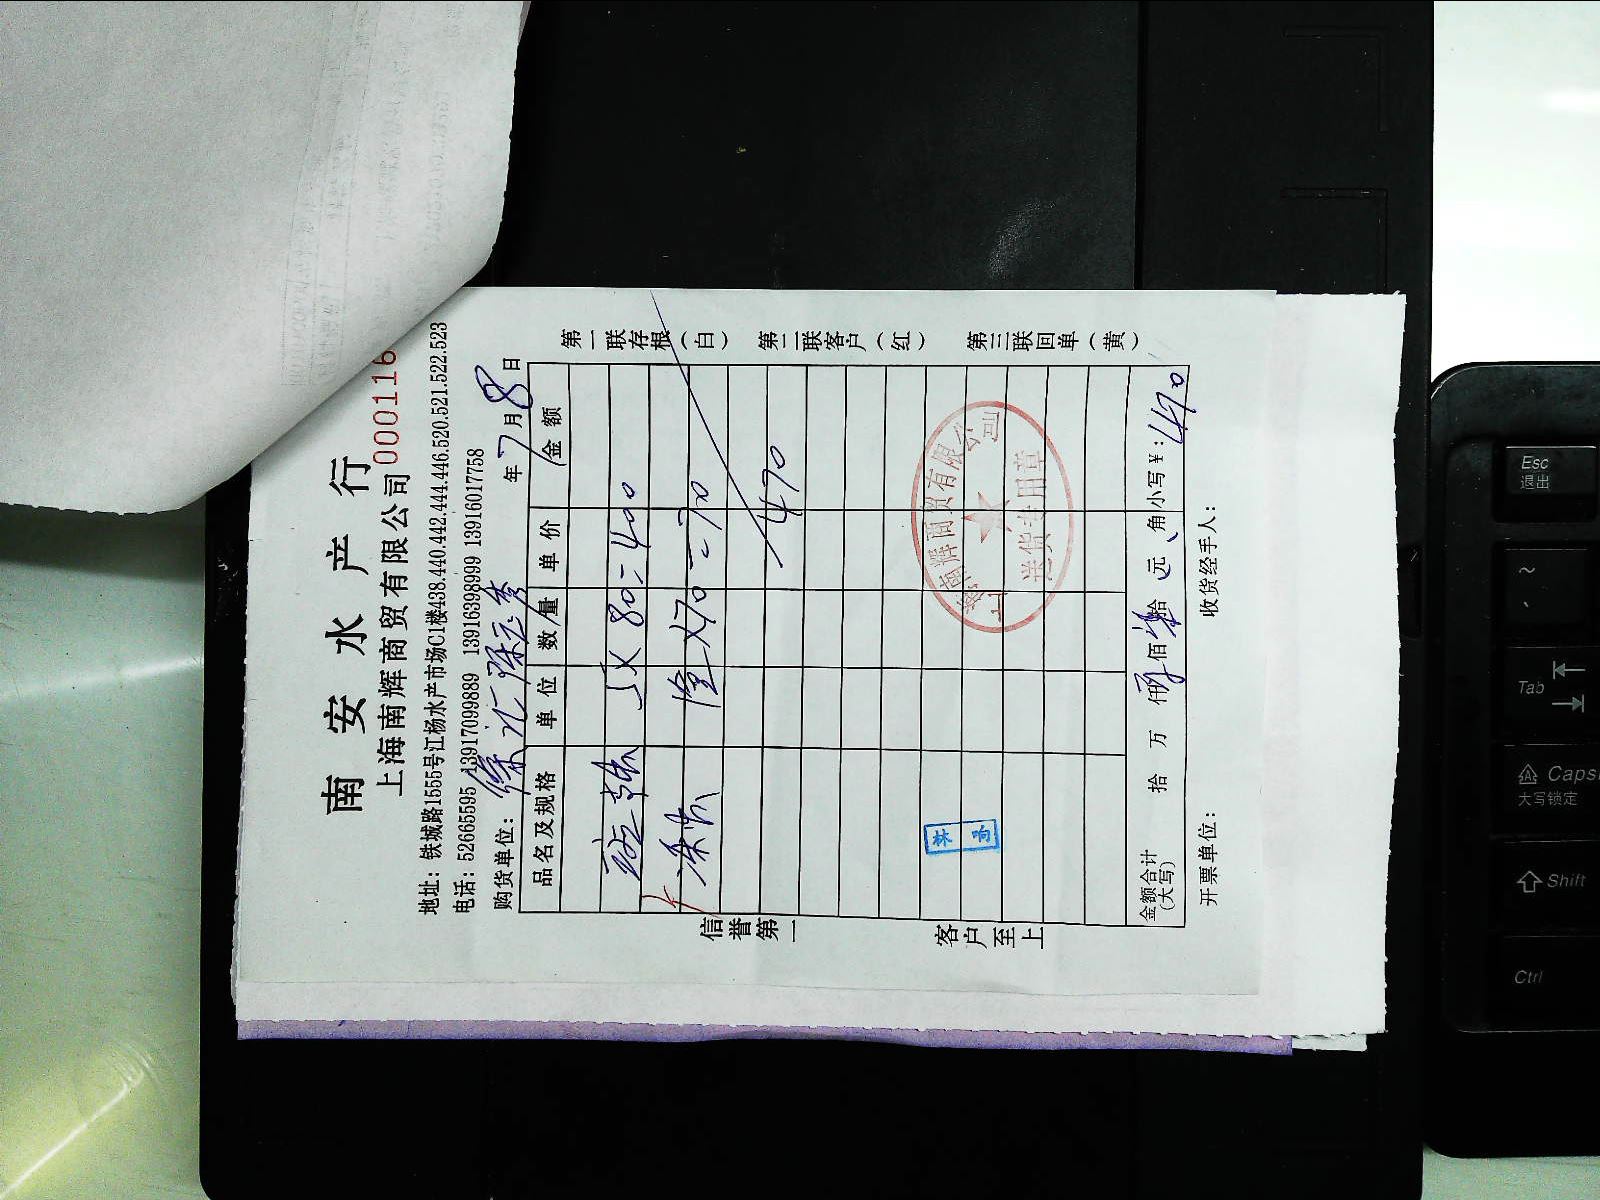 南安水产行
上海南辉商贸有限公司 000116
地址：铁城路1555号江杨水产市场C1楼438.440.442.444.446.520.521.522.523
电话：52665595 13917099889 13916398999 13916017758
购货单位： 徐汇 年7月8日
品名及规格 单位 数量 单价 金额
5X80=400
X70=70
470
金额合计(大写) 拾 万 仟 肆佰 柒拾 元 角 小写¥：470
开票单位： 收货经手人：
信誉第一 客户至上
第一联存根（白） 第二联客户（红） 第三联回单（黄）
上海南辉商贸有限公司
送货专用章
Esc
退出
~
Tab
Caps
大写锁定
Shift
Ctrl